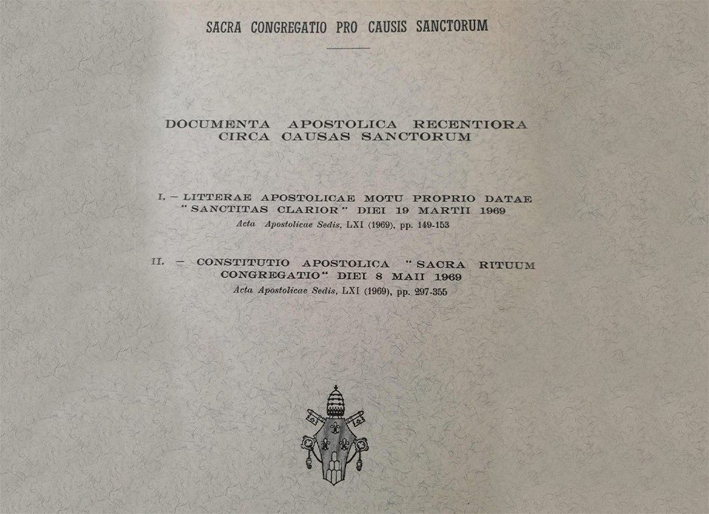 SACRA CONGREGATIO PRO CAUSIS SANCTORUM
DOCUMENTA APOSTOLICA RECENTIORA
CIRCA CAUSAS SANCTORUM
I. – LITTERAE APOSTOLICAE MOTU PROPRIO DATAE
"SANCTITAS CLARIOR" DIEI 19 MARTII 1969
Acta Apostolicae Sedis, LXI (1969), pp. 149-153
II. – CONSTITUTIO APOSTOLICA "SACRA RITUUM
CONGREGATIO" DIEI 8 MAII 1969
Acta Apostolicae Sedis, LXI (1969), pp. 297-355